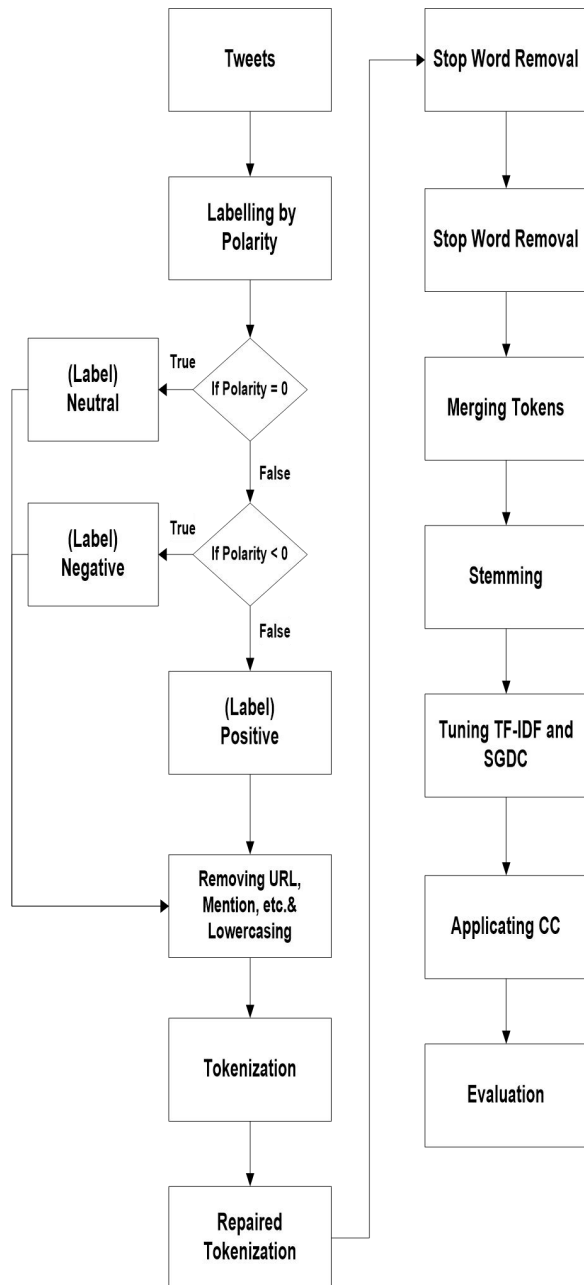 Tweets
Labelling by
Polarity
If Polarity = 0
True
(Label)
Neutral
False
If Polarity < 0
True
(Label)
Negative
False
(Label)
Positive
Removing URL,
Mention, etc.&
Lowercasing
Tokenization
Repaired
Tokenization
Stop Word Removal
Stop Word Removal
Merging Tokens
Stemming
Tuning TF-IDF and
SGDC
Applicating CC
Evaluation